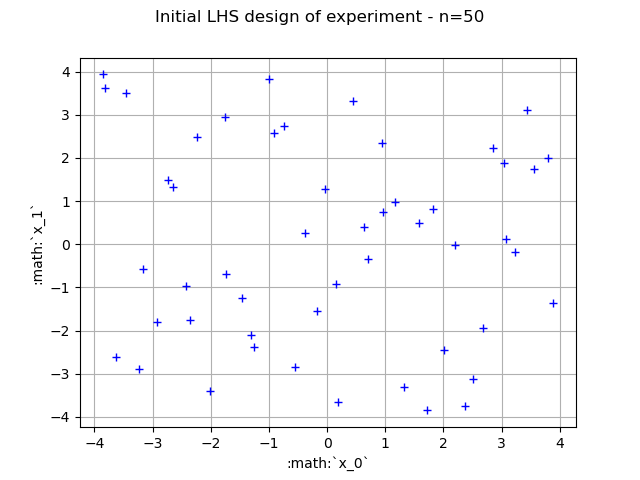 Initial LHS design of experiment - n=50
4
3
2
1
0
−1
−2
−3
−4
:math:`x_1`
−4 −3 −2 −1 0 1 2 3 4
:math:`x_0`